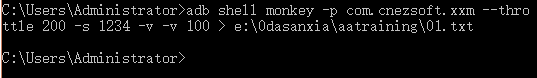 C:\Users\Administrator>adb shell monkey -p com.cnezsoft.xxm --thro
ttle 200 -s 1234 -v -v 100 > e:\0dasanxia\aatraining\01.txt
C:\Users\Administrator>